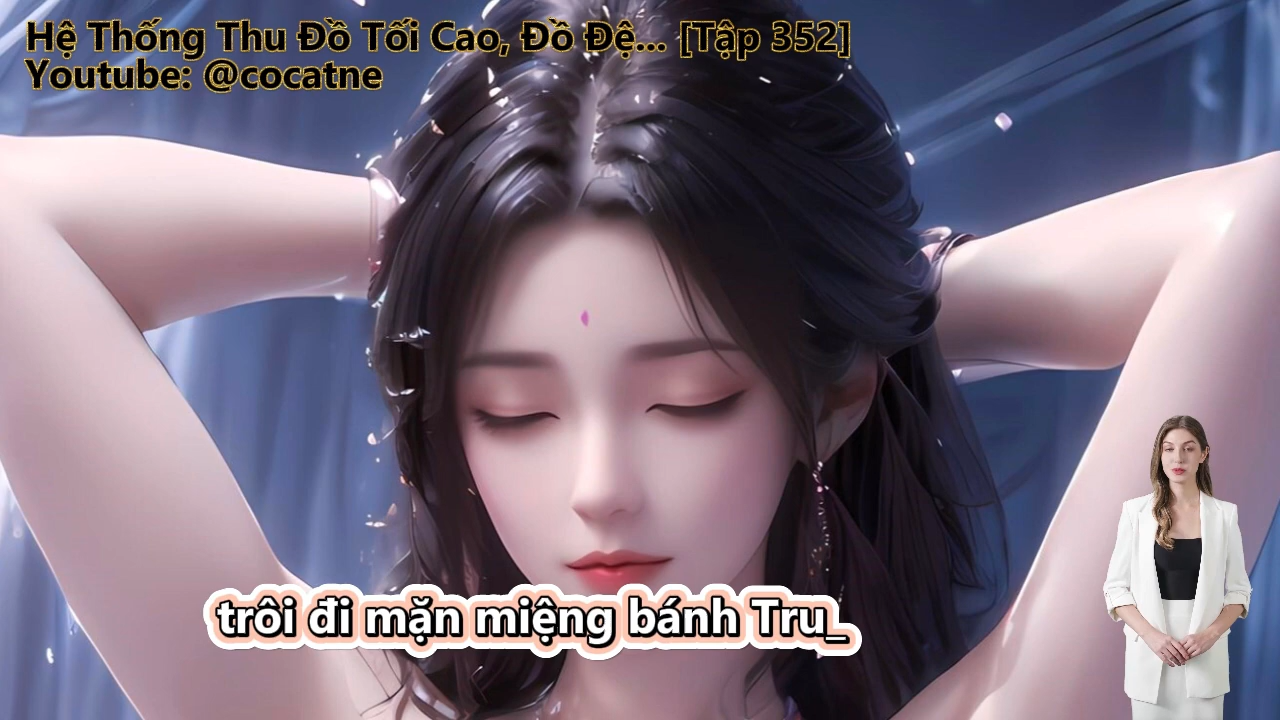 Hệ Thống Thu Đồ Tối Cao, Đồ Đệ... [Tập 352]
Youtube: @cocatne
trôi đi mặn miệng bánh Tru_